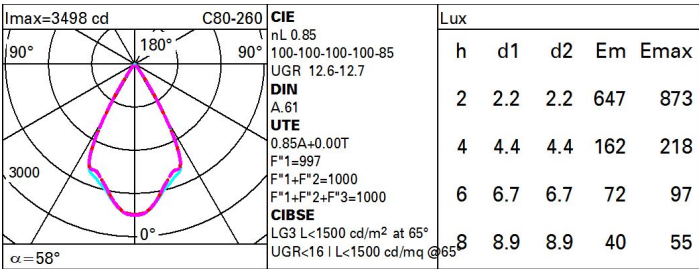 Imax=3498 cd C80-260
90° 180° 90°
3000
0°
α=58°
CIE
nL 0.85
100-100-100-100-85
UGR 12.6-12.7
DIN
A.61
UTE
0.85A+0.00T
F"1=997
F"1+F"2=1000
F"1+F"2+F"3=1000
CIBSE
LG3 L<1500 cd/m² at 65°
UGR<16 | L<1500 cd/mq @65°
Lux
h d1 d2 Em Emax
2 2.2 2.2 647 873
4 4.4 4.4 162 218
6 6.7 6.7 72 97
8 8.9 8.9 40 55